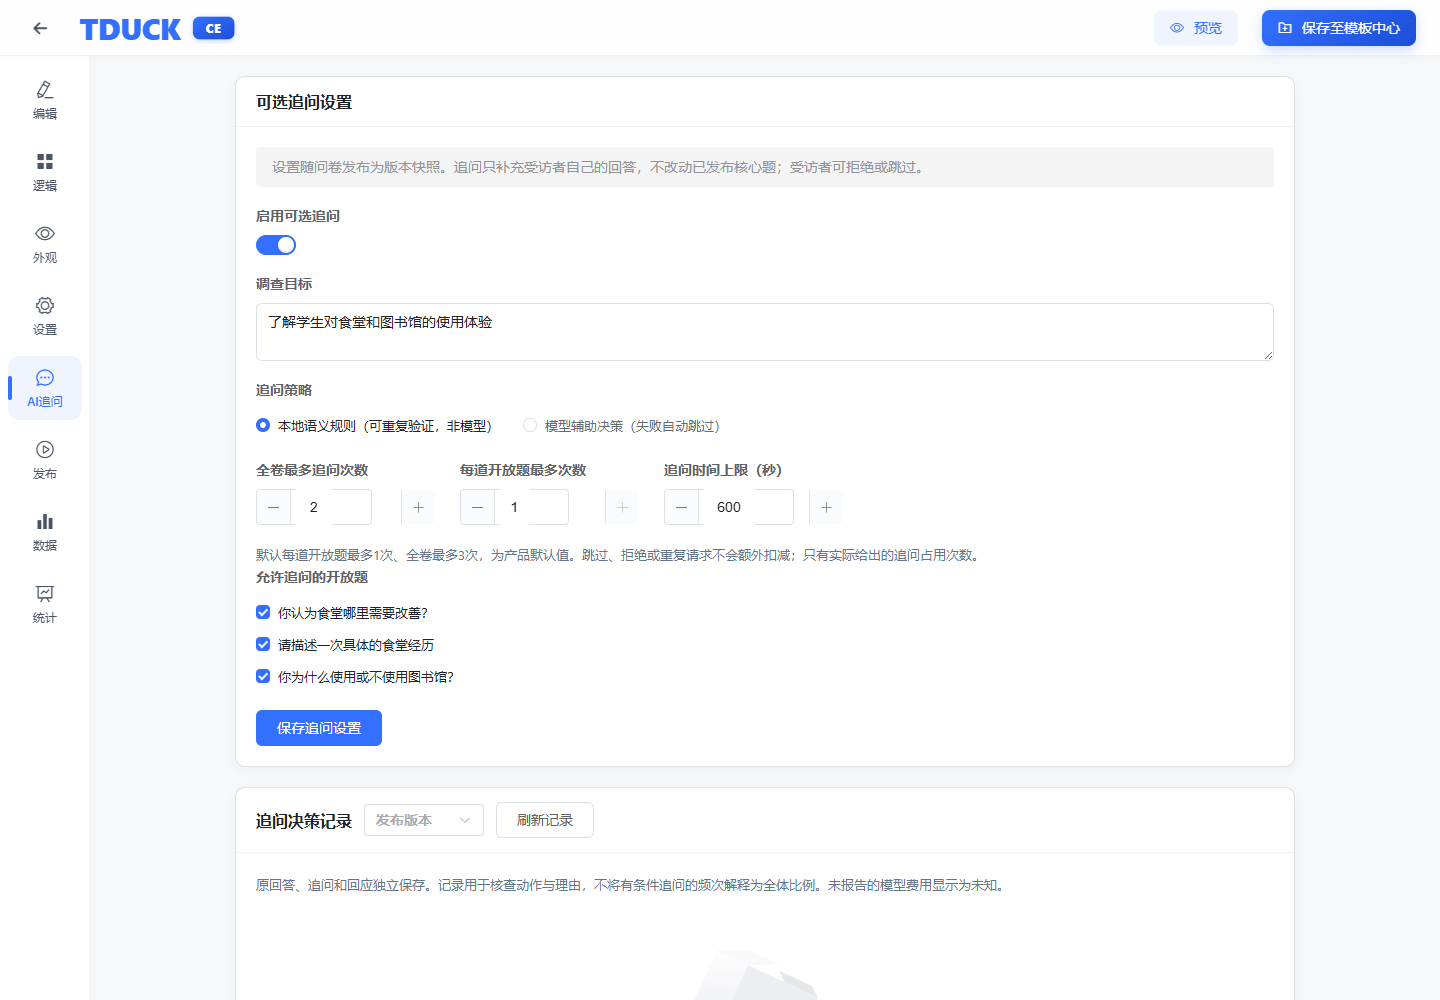 TDUCK CE
预览
保存至模板中心
编辑
逻辑
外观
设置
AI追问
发布
数据
统计
可选追问设置
设置随问卷发布为版本快照。追问只补充受访者自己的回答，不改动已发布核心题；受访者可拒绝或跳过。
启用可选追问
调查目标
了解学生对食堂和图书馆的使用体验
追问策略
本地语义规则（可重复验证，非模型） 模型辅助决策（失败自动跳过）
全卷最多追问次数 每道开放题最多次数 追问时间上限（秒）
2 1 600
默认每道开放题最多1次、全卷最多3次，为产品默认值。跳过、拒绝或重复请求不会额外扣减；只有实际给出的追问占用次数。
允许追问的开放题
你认为食堂哪里需要改善？
请描述一次具体的食堂经历
你为什么使用或不使用图书馆？
保存追问设置
追问决策记录 发布版本 刷新记录
原回答、追问和回应独立保存。记录用于核查动作与理由，不将有条件追问的频次解释为全体比例。未报告的模型费用显示为未知。